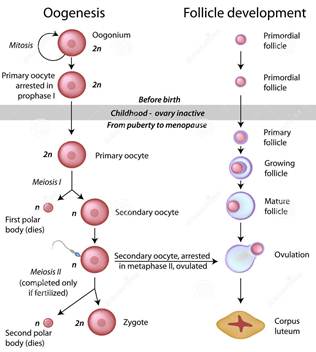 Oogenesis
Follicle development
Oogonium
Mitosis
2n
Primordial
follicle
Primary oocyte
arrested in
prophase I
2n
Primordial
follicle
Before birth
Childhood - ovary inactive
From puberty to menopause
2n
Primary oocyte
Primary
follicle
Meiosis I
Growing
follicle
n
First polar
body (dies)
n
Secondary oocyte
Mature
follicle
n
Secondary oocyte, arrested
in metaphase II, ovulated
Ovulation
Meiosis II
(completed only
if fertilized)
n
Second polar
body (dies)
2n
Zygote
Corpus
luteum